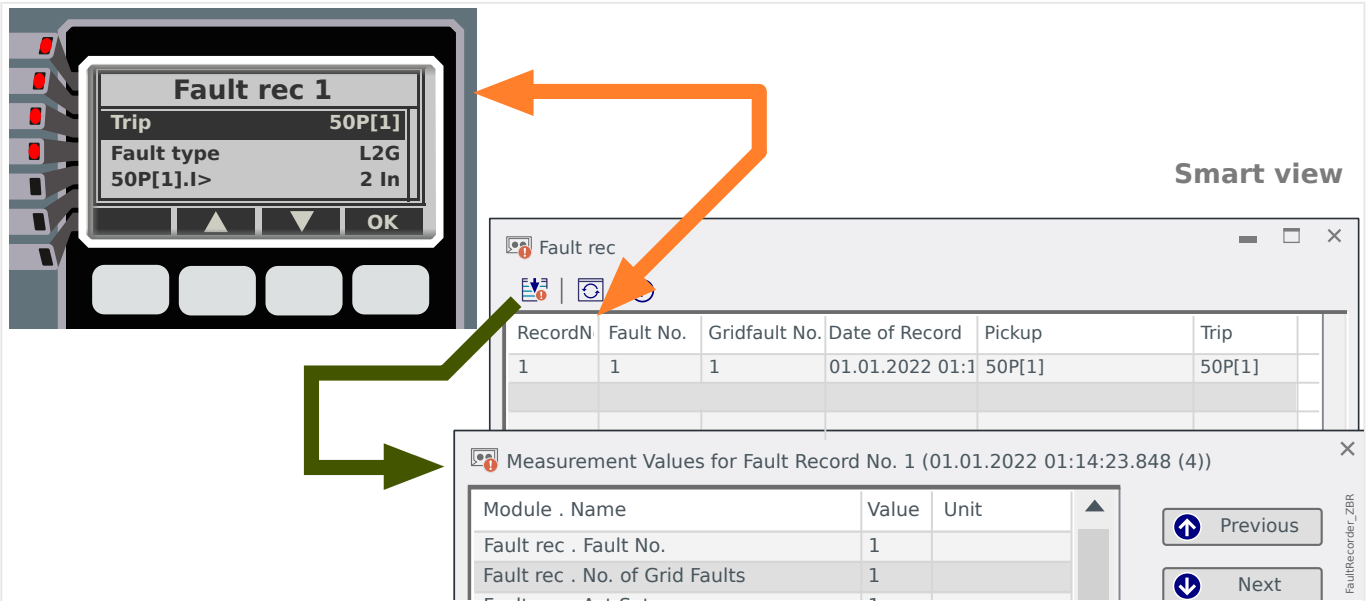 Fault rec 1
Trip 50P[1]
Fault type L2G
50P[1].I> 2 In
OK
Smart view
Fault rec
RecordN Fault No. Gridfault No. Date of Record Pickup Trip
1 1 1 01.01.2022 01:1 50P[1] 50P[1]
Measurement Values for Fault Record No. 1 (01.01.2022 01:14:23.848 (4))
Module . Name Value Unit
Fault rec . Fault No. 1
Fault rec . No. of Grid Faults 1
Previous
Next
FaultRecorder_ZBR